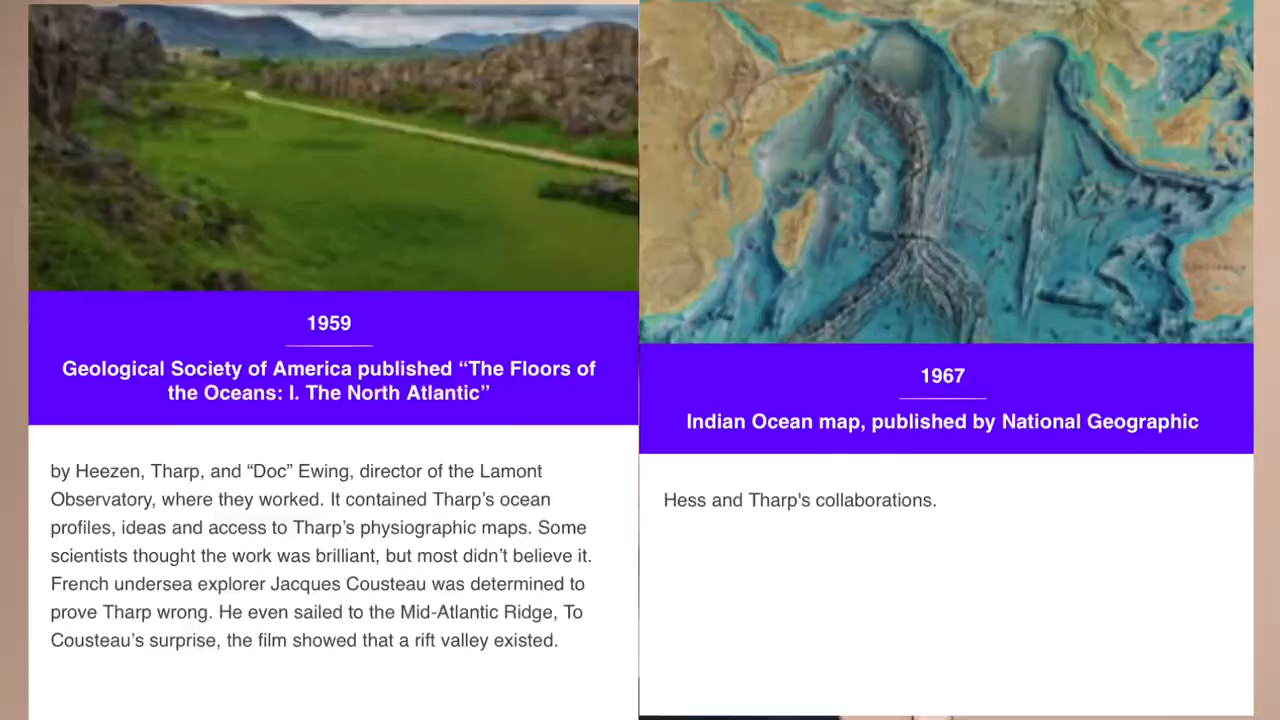 1959
Geological Society of America published “The Floors of
the Oceans: I. The North Atlantic”
by Heezen, Tharp, and “Doc” Ewing, director of the Lamont
Observatory, where they worked. It contained Tharp’s ocean
profiles, ideas and access to Tharp’s physiographic maps. Some
scientists thought the work was brilliant, but most didn’t believe it.
French undersea explorer Jacques Cousteau was determined to
prove Tharp wrong. He even sailed to the Mid-Atlantic Ridge, To
Cousteau’s surprise, the film showed that a rift valley existed.
1967
Indian Ocean map, published by National Geographic
Hess and Tharp's collaborations.